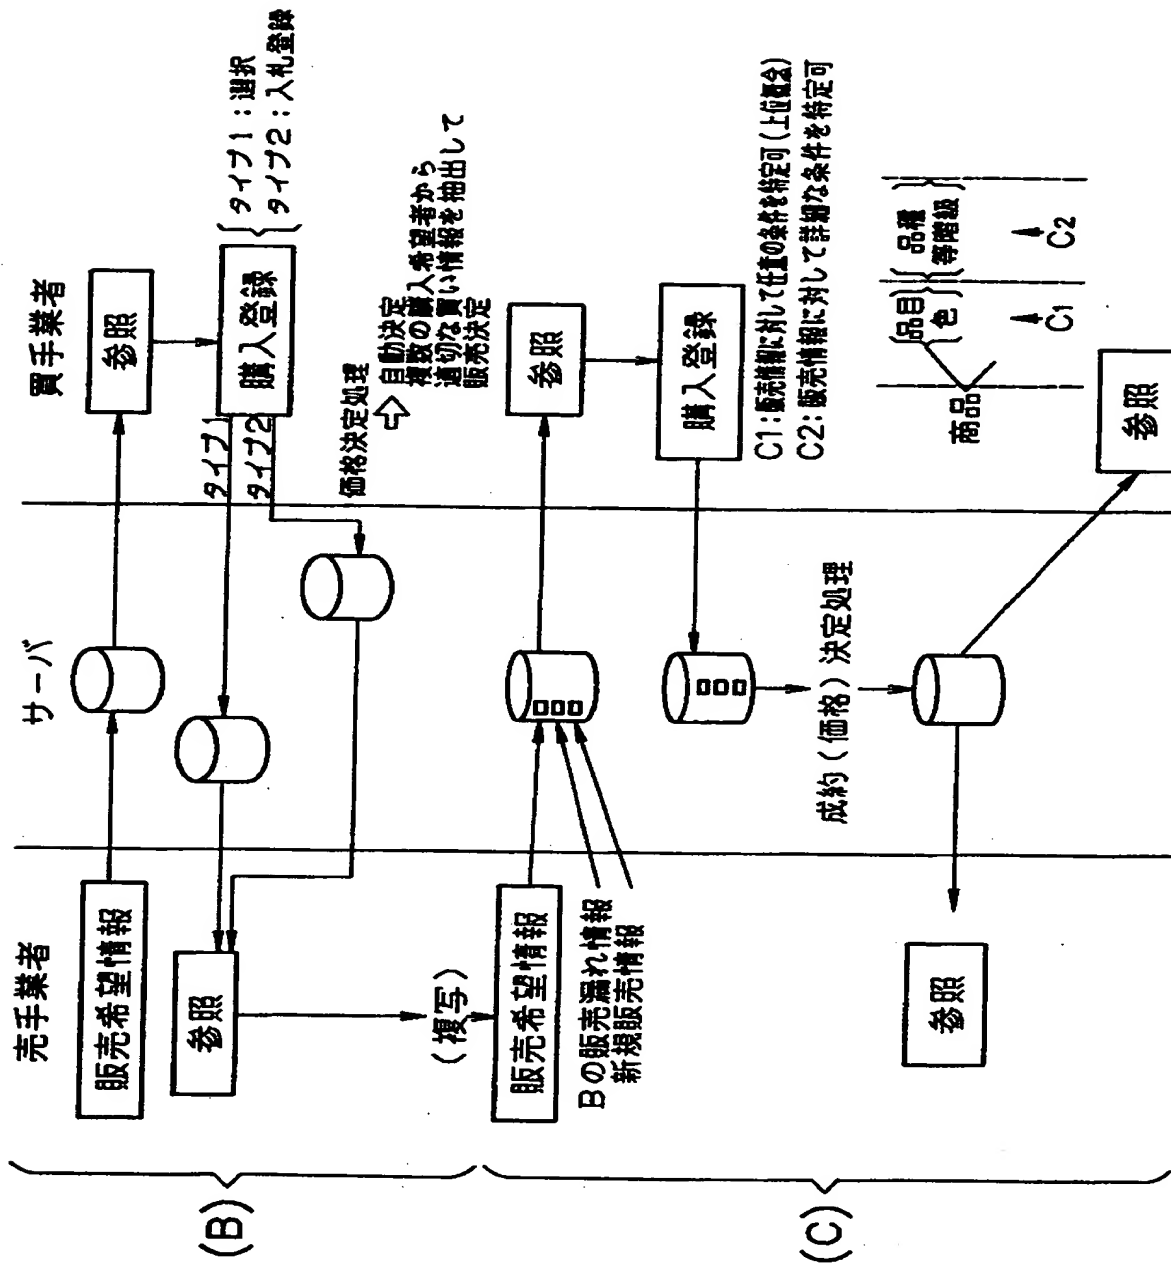 売手業者
サーバ
買手業者
(B)
販売希望情報
参照
参照
購入登録
タイプ1:選択
タイプ2:入札登録
タイプ1
タイプ2
価格決定処理
自動決定
複数の購入希望者から
適切な買い情報を抽出して
販売決定
(複写)
(C)
販売希望情報
Bの販売漏れ情報
新規販売情報
参照
購入登録
C1:販売情報に対して任意の条件を特定可(上位概念)
C2:販売情報に対して詳細な条件を特定可
成約(価格)決定処理
商品
品目
色
品種
等階級
C1
C2
参照
参照